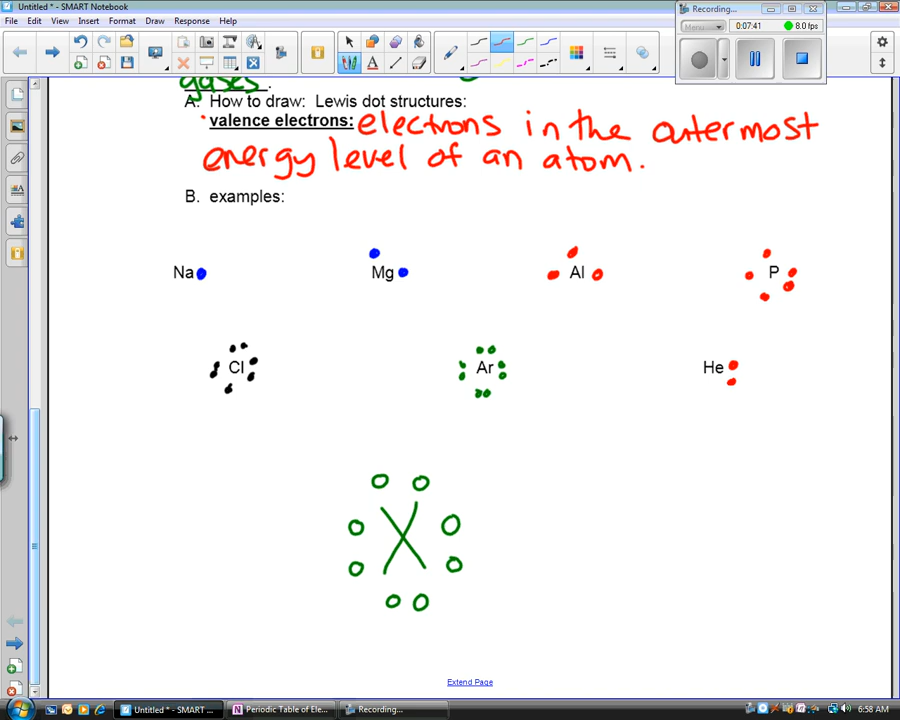 Untitled * - SMART Notebook
File Edit View Insert Format Draw Response Help
Recording...
Menu
0:07:41
8.0 fps
gases.
A. How to draw: Lewis dot structures:
valence electrons: electrons in the outermost
energy level of an atom.
B. examples:
Na Mg Al P
Cl Ar He
X
Extend Page
Untitled * - SMART ... Periodic Table of Ele... Recording... 6:58 AM